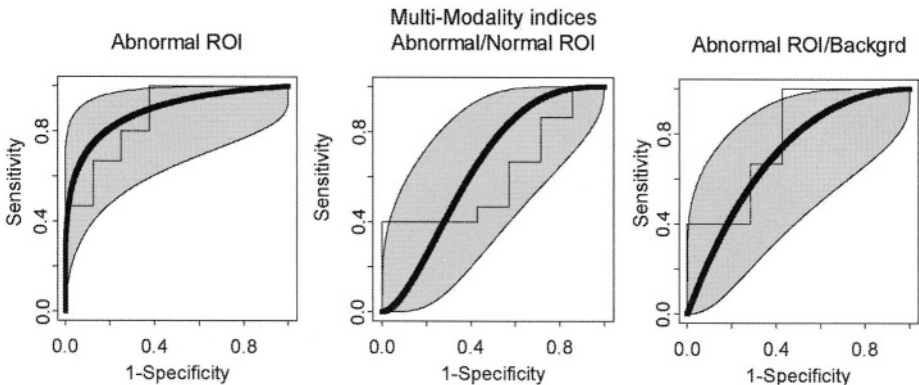 Multi-Modality indices
Abnormal ROI
Abnormal/Normal ROI
Abnormal ROI/Backgrd
Sensitivity
0.0 0.4 0.8
0.0 0.4 0.8
1-Specificity
Sensitivity
0.0 0.4 0.8
0.0 0.4 0.8
1-Specificity
Sensitivity
0.0 0.4 0.8
0.0 0.4 0.8
1-Specificity